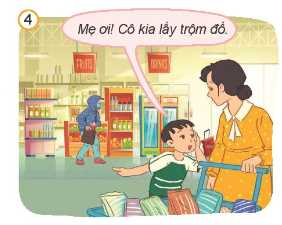 4
Mẹ ơi! Cô kia lấy trộm đồ.
FRUITS
DRINKS